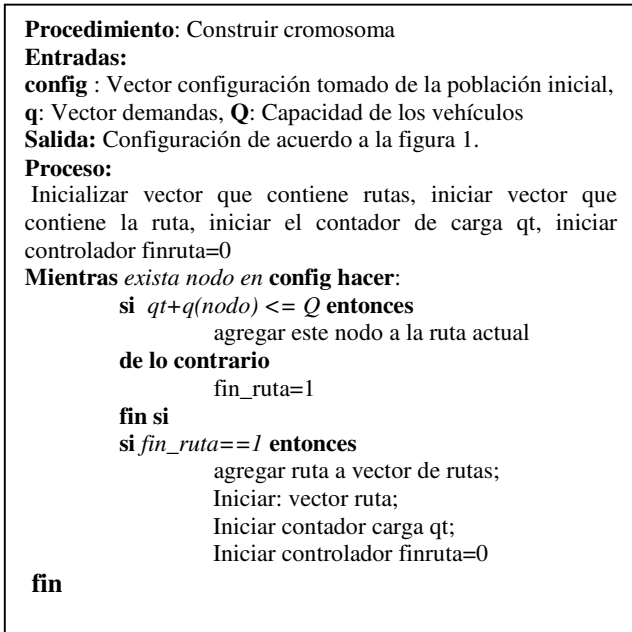 Procedimiento: Construir cromosoma
Entradas:
config : Vector configuración tomado de la población inicial,
q: Vector demandas, Q: Capacidad de los vehículos
Salida: Configuración de acuerdo a la figura 1.
Proceso:
Inicializar vector que contiene rutas, iniciar vector que
contiene la ruta, iniciar el contador de carga qt, iniciar
controlador finruta=0
Mientras exista nodo en config hacer:
si qt+q(nodo) <= Q entonces
agregar este nodo a la ruta actual
de lo contrario
fin_ruta=1
fin si
si fin_ruta==1 entonces
agregar ruta a vector de rutas;
Iniciar: vector ruta;
Iniciar contador carga qt;
Iniciar controlador finruta=0
fin